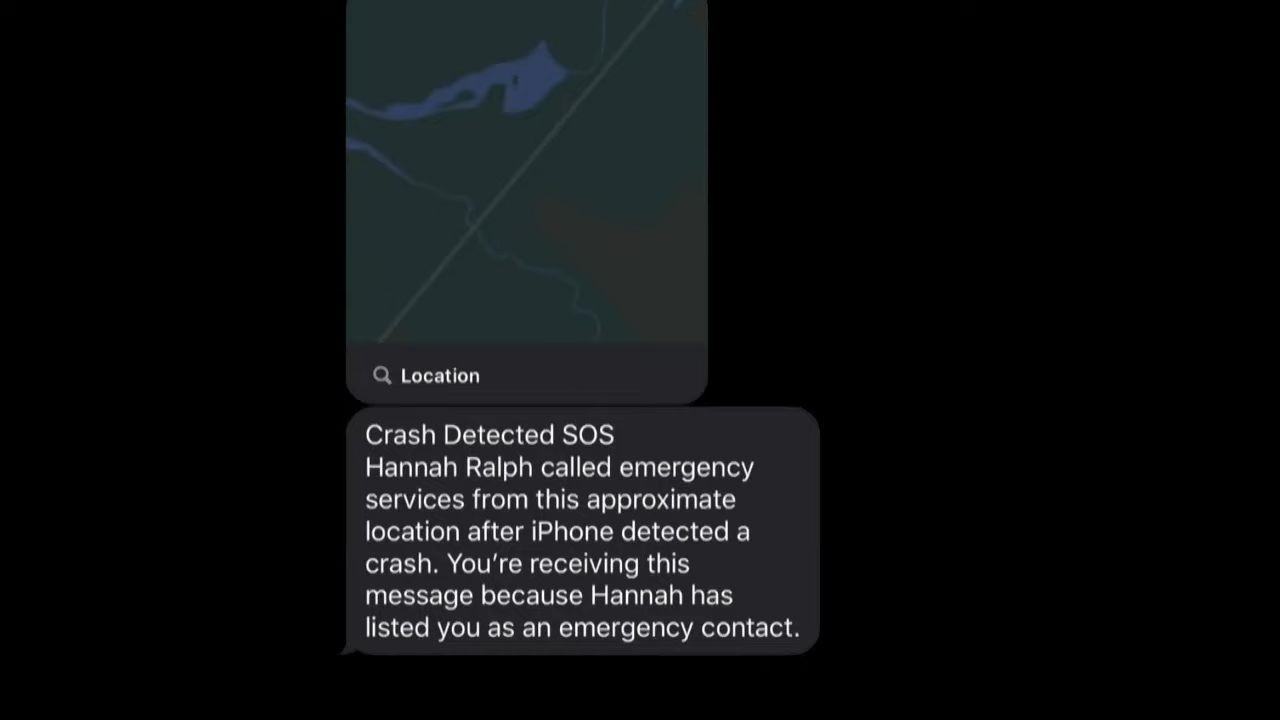 Location
Crash Detected SOS
Hannah Ralph called emergency
services from this approximate
location after iPhone detected a
crash. You’re receiving this
message because Hannah has
listed you as an emergency contact.